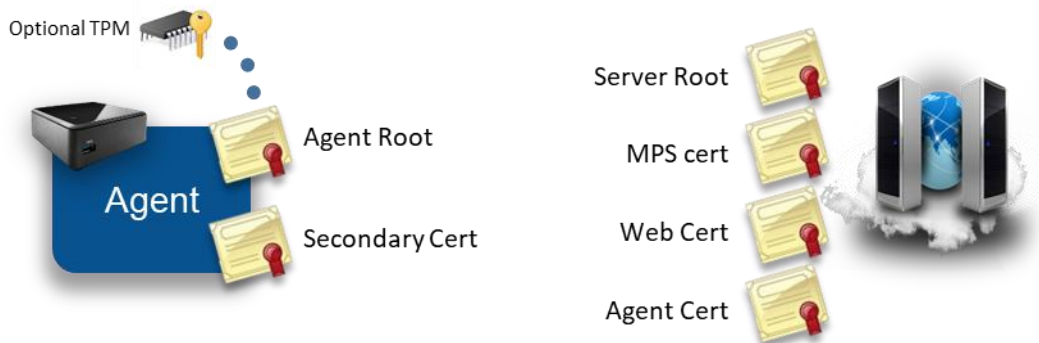 Optional TPM
Agent
Agent Root
Secondary Cert
Server Root
MPS cert
Web Cert
Agent Cert